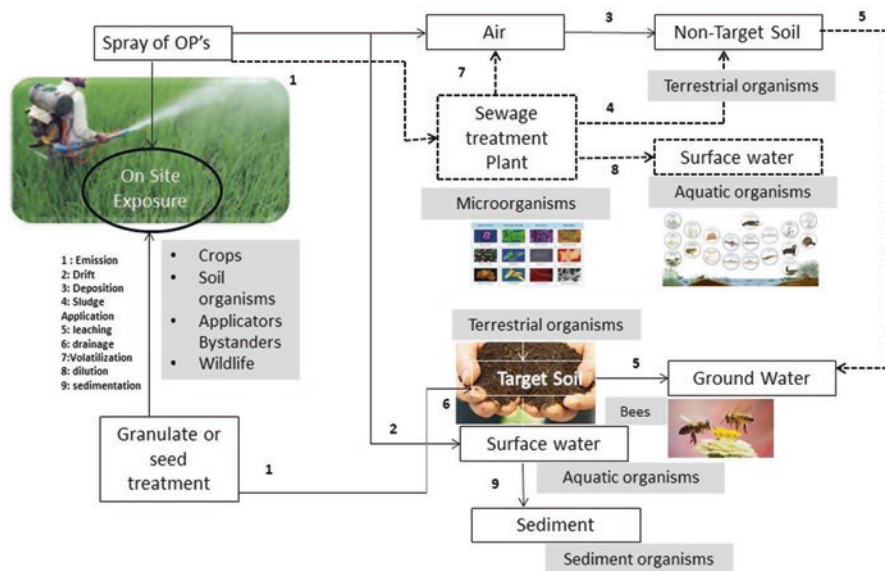 Spray of OP's
1
Air
3
Non-Target Soil
5
7
4
Terrestrial organisms
Sewage
treatment
Plant
8
Surface water
Aquatic organisms
Microorganisms
On Site
Exposure
1 : Emission
2: Drift
3: Deposition
4: Sludge
Application
5: leaching
6: drainage
7:Volatilization
8: dilution
9: sedimentation
• Crops
• Soil
organisms
• Applicators
Bystanders
• Wildlife
Terrestrial organisms
Target Soil
5
Ground Water
6
Bees
Granulate or
seed
treatment
1
2
Surface water
Aquatic organisms
9
Sediment
Sediment organisms